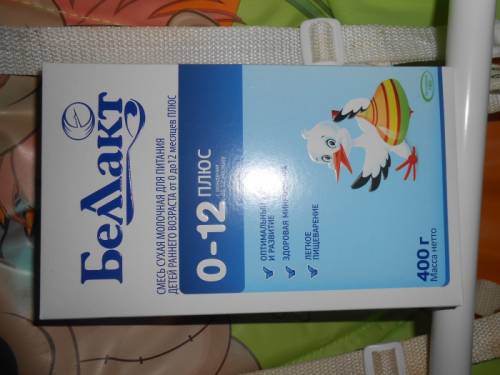 Беллакт
СМЕСЬ СУХАЯ МОЛОЧНАЯ ДЛЯ ПИТАНИЯ
ДЕТЕЙ РАННЕГО ВОЗРАСТА от 0 до 12 месяцев ПЛЮС
0-12 ПЛЮС
ОПТИМАЛЬНЫЙ
И РАЗВИТИЕ
ЗДОРОВАЯ
ЛЕГКОЕ
ПИЩЕВАРЕНИЕ
400 г
Масса нетто